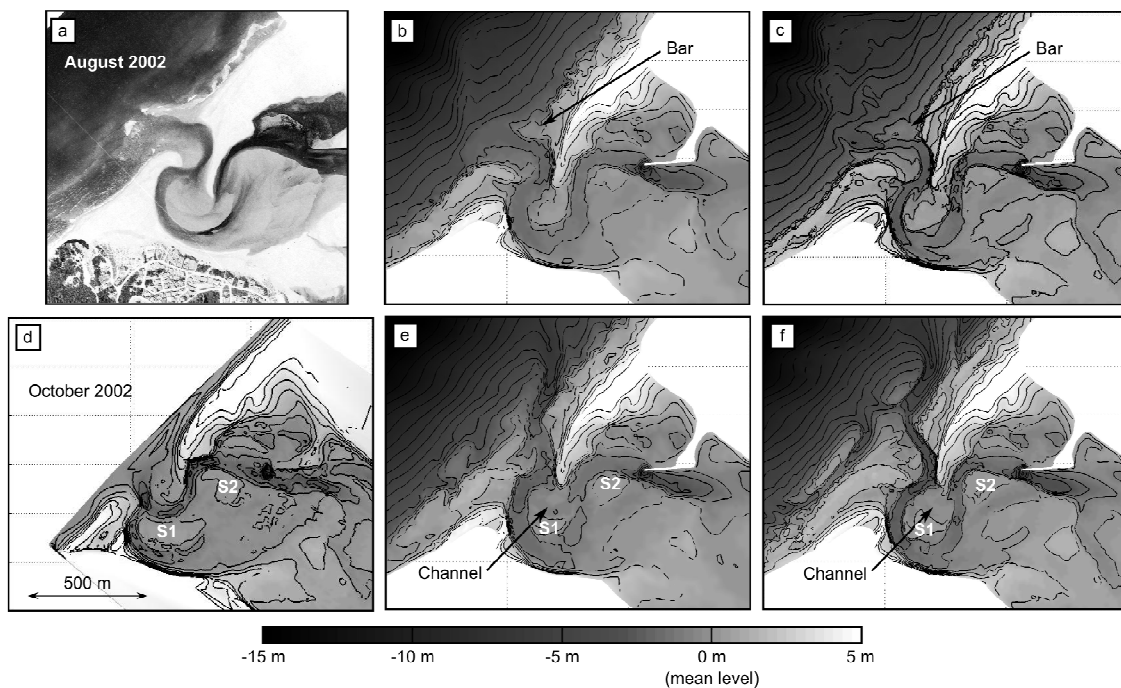 a
August 2002
b
Bar
c
Bar
d
October 2002
S2
S1
500 m
e
S2
S1
Channel
f
S2
S1
Channel
-15 m
-10 m
-5 m
0 m
5 m
(mean level)